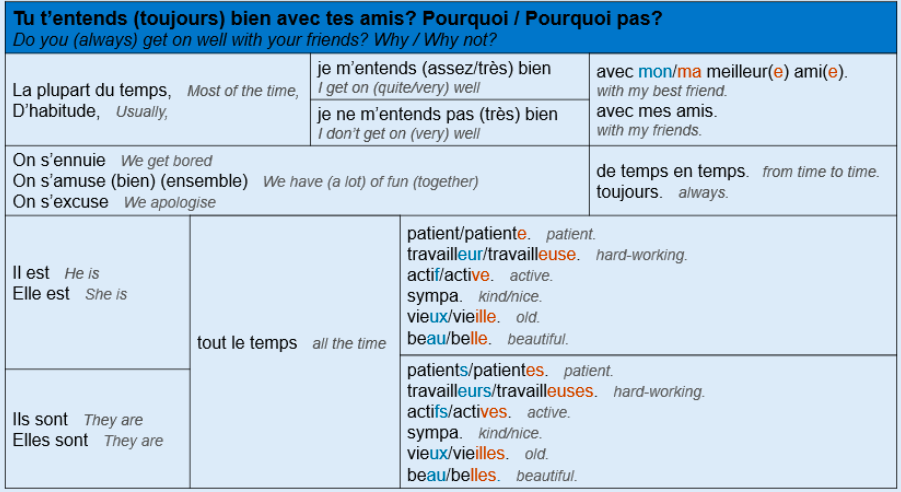 Tu t'entends (toujours) bien avec tes amis? Pourquoi / Pourquoi pas?
Do you (always) get on well with your friends? Why / Why not?
La plupart du temps, Most of the time,
D'habitude, Usually,
je m'entends (assez/très) bien
I get on (quite/very) well
je ne m'entends pas (très) bien
I don't get on (very) well
avec mon/ma meilleur(e) ami(e).
with my best friend.
avec mes amis.
with my friends.
On s'ennuie We get bored
On s'amuse (bien) (ensemble) We have (a lot) of fun (together)
On s'excuse We apologise
de temps en temps. from time to time.
toujours. always.
Il est He is
Elle est She is
tout le temps all the time
patient/patiente. patient.
travailleur/travailleuse. hard-working.
actif/active. active.
sympa. kind/nice.
vieux/vieille. old.
beau/belle. beautiful.
Ils sont They are
Elles sont They are
patients/patientes. patient.
travailleurs/travailleuses. hard-working.
actifs/actives. active.
sympa. kind/nice.
vieux/vieilles. old.
beau/belles. beautiful.